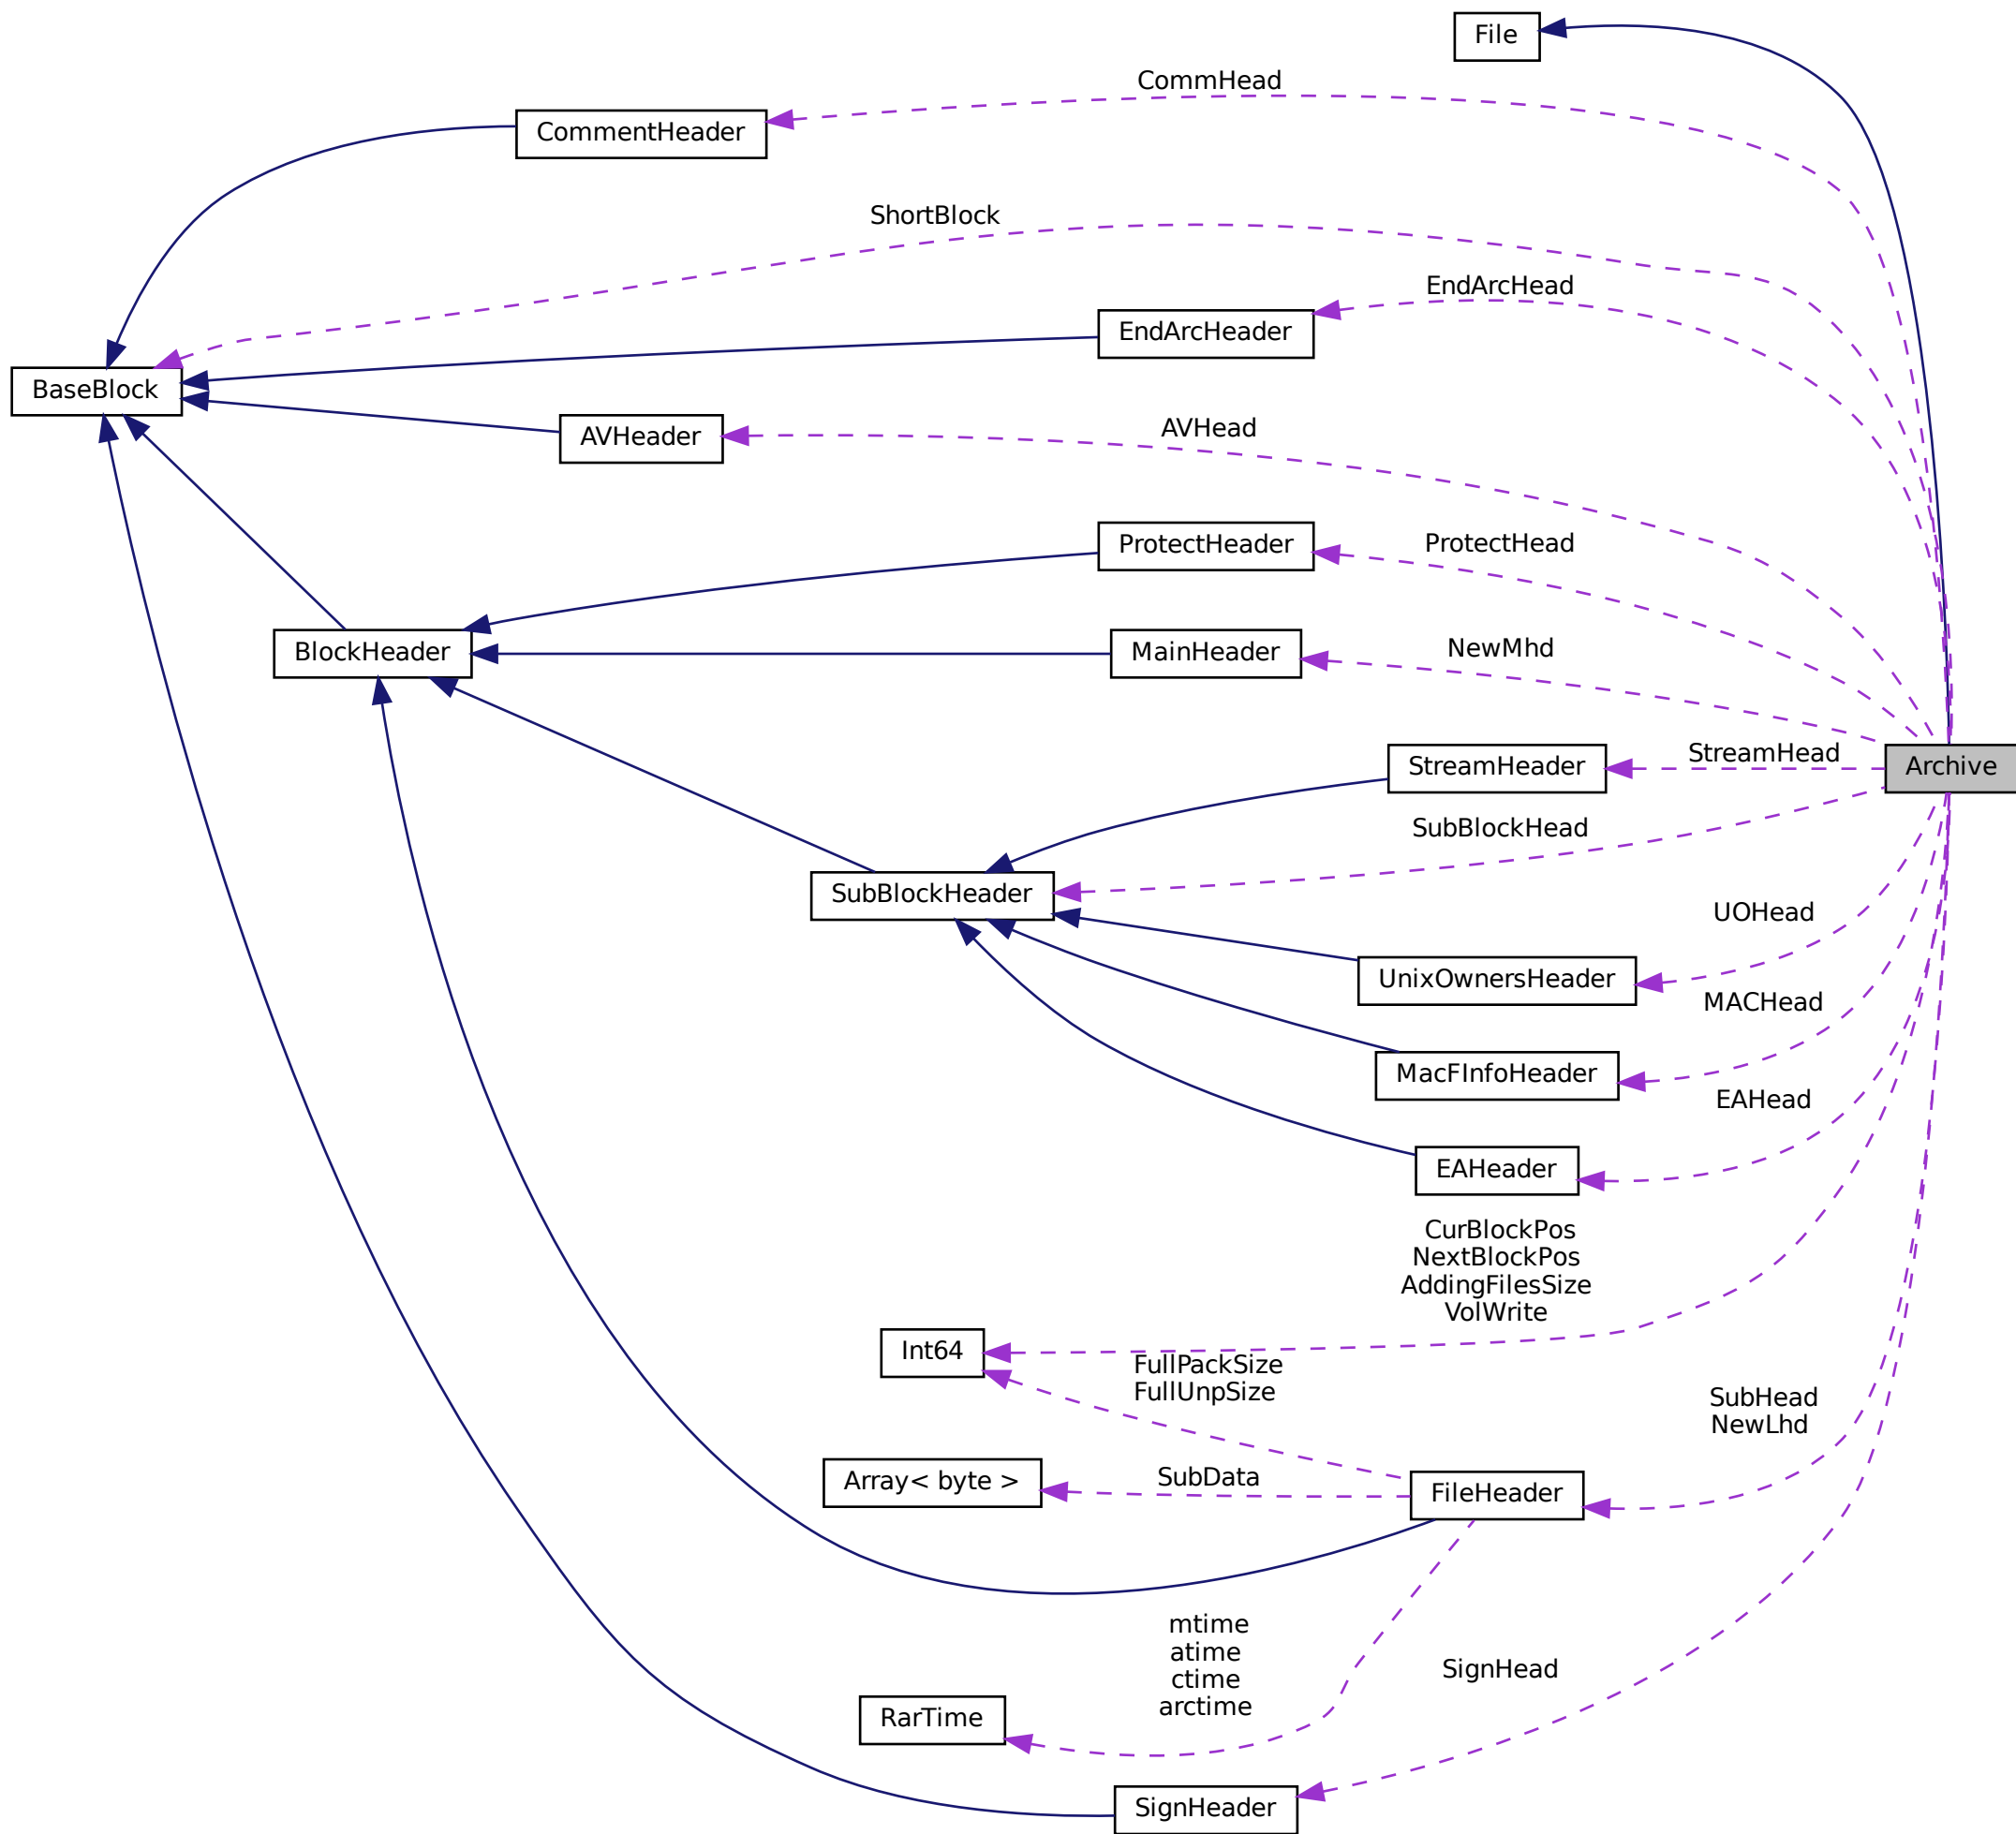 File
CommHead
CommentHeader
ShortBlock
EndArcHead
EndArcHeader
BaseBlock
AVHead
AVHeader
ProtectHeader
ProtectHead
BlockHeader
MainHeader
NewMhd
StreamHead
StreamHeader
Archive
SubBlockHead
SubBlockHeader
UOHead
UnixOwnersHeader
MACHead
MacFInfoHeader
EAHead
EAHeader
CurBlockPos
NextBlockPos
AddingFilesSize
VolWrite
Int64
FullPackSize
FullUnpSize
SubHead
NewLhd
Array< byte >
SubData
FileHeader
mtime
atime
ctime
arctime
SignHead
RarTime
SignHeader